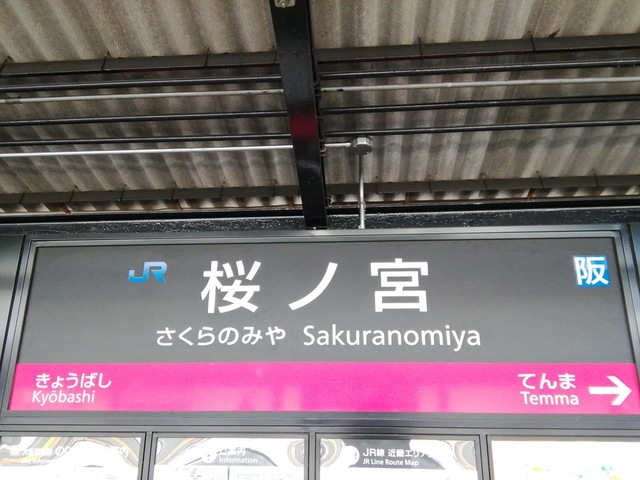 JR
桜ノ宮
阪
さくらのみや Sakuranomiya
きょうばし
Kyōbashi
てんま
Temma
Information
JR線 近畿エリア
JR Line Route Map